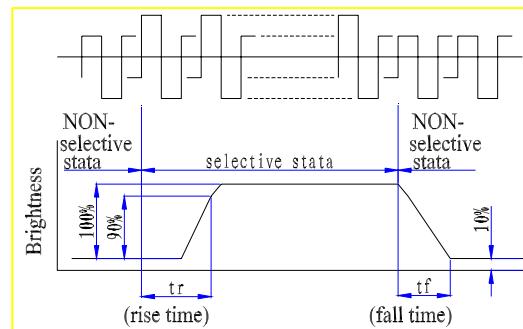 NON-
selective
stata
selective stata
NON-
selective
stata
Brightness
100%
90%
10%
tr
tf
(rise time)
(fall time)